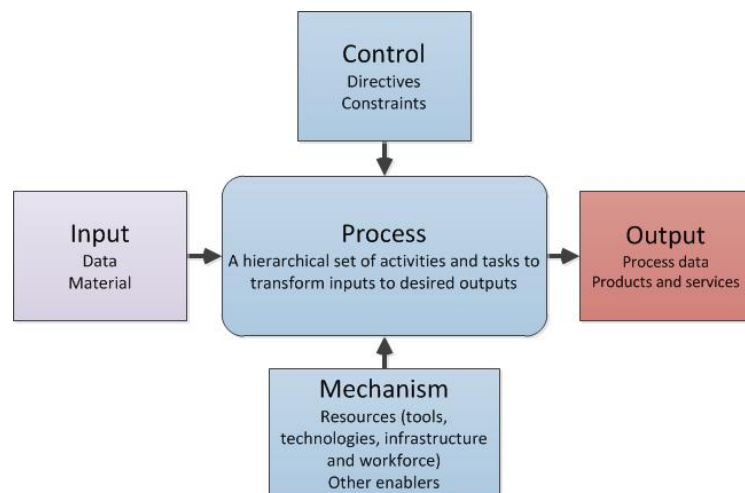 Control
Directives
Constraints
Input
Data
Material
Process
A hierarchical set of activities and tasks to
transform inputs to desired outputs
Output
Process data
Products and services
Mechanism
Resources (tools,
technologies, infrastructure
and workforce)
Other enablers